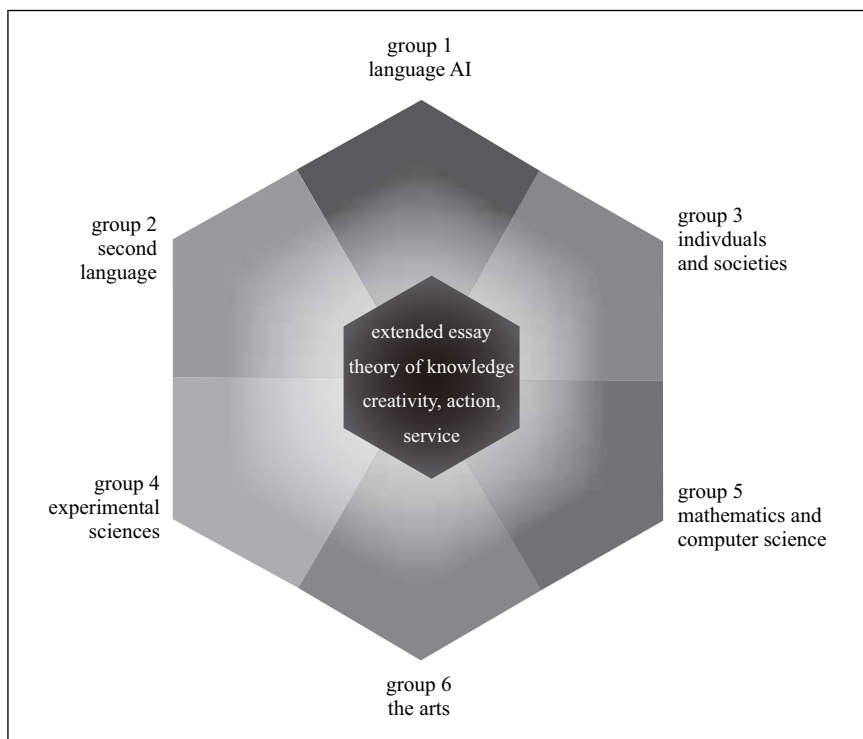 group 1
language AI
group 2
second
language
group 3
indivduals
and societies
extended essay
theory of knowledge
creativity, action,
service
group 4
experimental
sciences
group 5
mathematics and
computer science
group 6
the arts